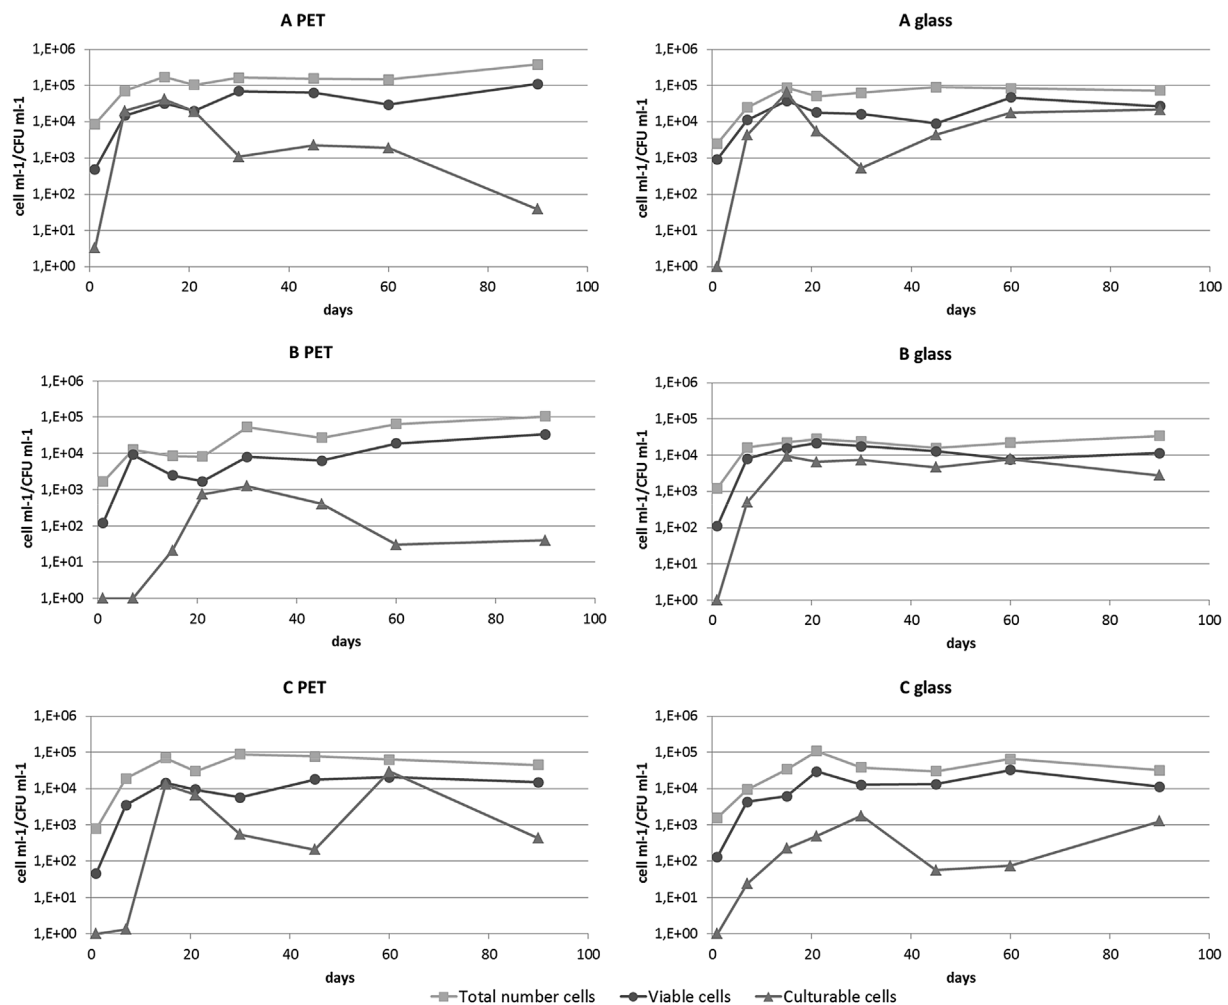 A PET
1,E+06
1,E+05
1,E+04
1,E+03
1,E+02
1,E+01
1,E+00
cell ml-1/CFU ml-1
0 20 40 60 80 100
days
A glass
1,E+06
1,E+05
1,E+04
1,E+03
1,E+02
1,E+01
1,E+00
cell ml-1/CFU ml-1
0 20 40 60 80 100
days
B PET
1,E+06
1,E+05
1,E+04
1,E+03
1,E+02
1,E+01
1,E+00
cell ml-1/CFU ml-1
0 20 40 60 80 100
days
B glass
1,E+06
1,E+05
1,E+04
1,E+03
1,E+02
1,E+01
1,E+00
cell ml-1/CFU ml-1
0 20 40 60 80 100
days
C PET
1,E+06
1,E+05
1,E+04
1,E+03
1,E+02
1,E+01
1,E+00
cell ml-1/CFU ml-1
0 20 40 60 80 100
days
C glass
1,E+06
1,E+05
1,E+04
1,E+03
1,E+02
1,E+01
1,E+00
cell ml-1/CFU ml-1
0 20 40 60 80 100
days
Total number cells Viable cells Culturable cells